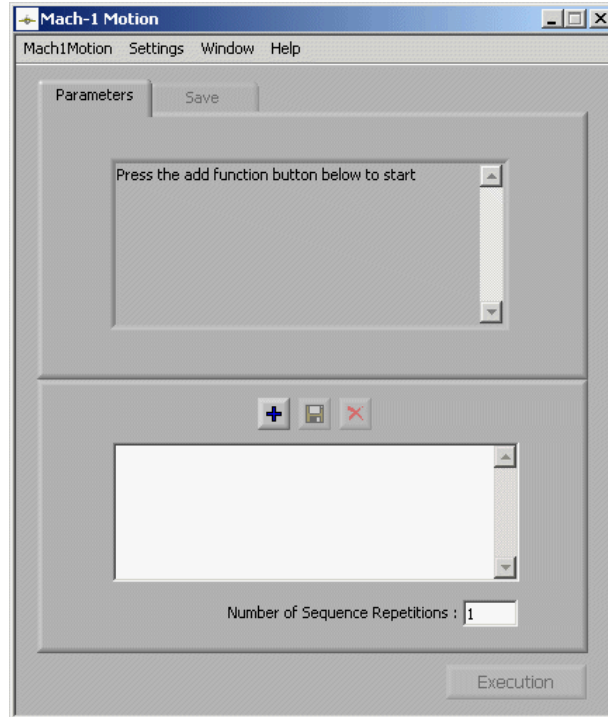 Mach-1 Motion
Mach1Motion Settings Window Help
Parameters Save
Press the add function button below to start
Number of Sequence Repetitions : 1
Execution